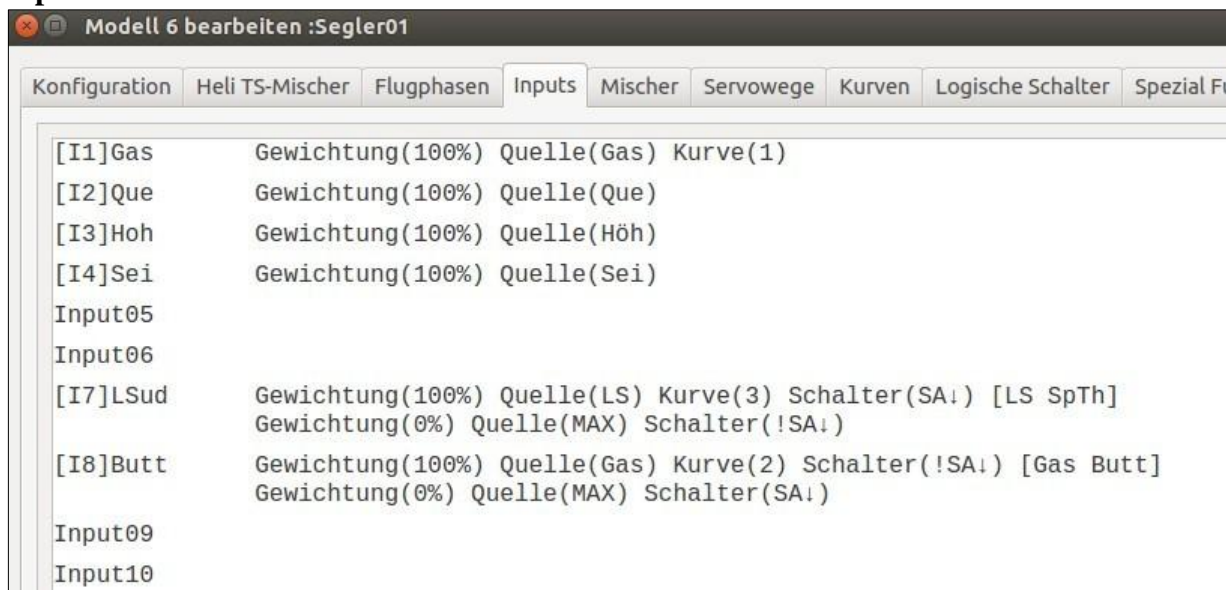 Modell 6 bearbeiten :Segler01
Konfiguration Heli TS-Mischer Flugphasen Inputs Mischer Servowege Kurven Logische Schalter Spezial
[I1]Gas Gewichtung(100%) Quelle(Gas) Kurve(1)
[I2]Que Gewichtung(100%) Quelle(Que)
[I3]Hoh Gewichtung(100%) Quelle(Höh)
[I4]Sei Gewichtung(100%) Quelle(Sei)
Input05
Input06
[I7]LSud Gewichtung(100%) Quelle(LS) Kurve(3) Schalter(SA↓) [LS SpTh]
Gewichtung(0%) Quelle(MAX) Schalter(!SA↓)
[I8]Butt Gewichtung(100%) Quelle(Gas) Kurve(2) Schalter(!SA↓) [Gas Butt]
Gewichtung(0%) Quelle(MAX) Schalter(SA↓)
Input09
Input10